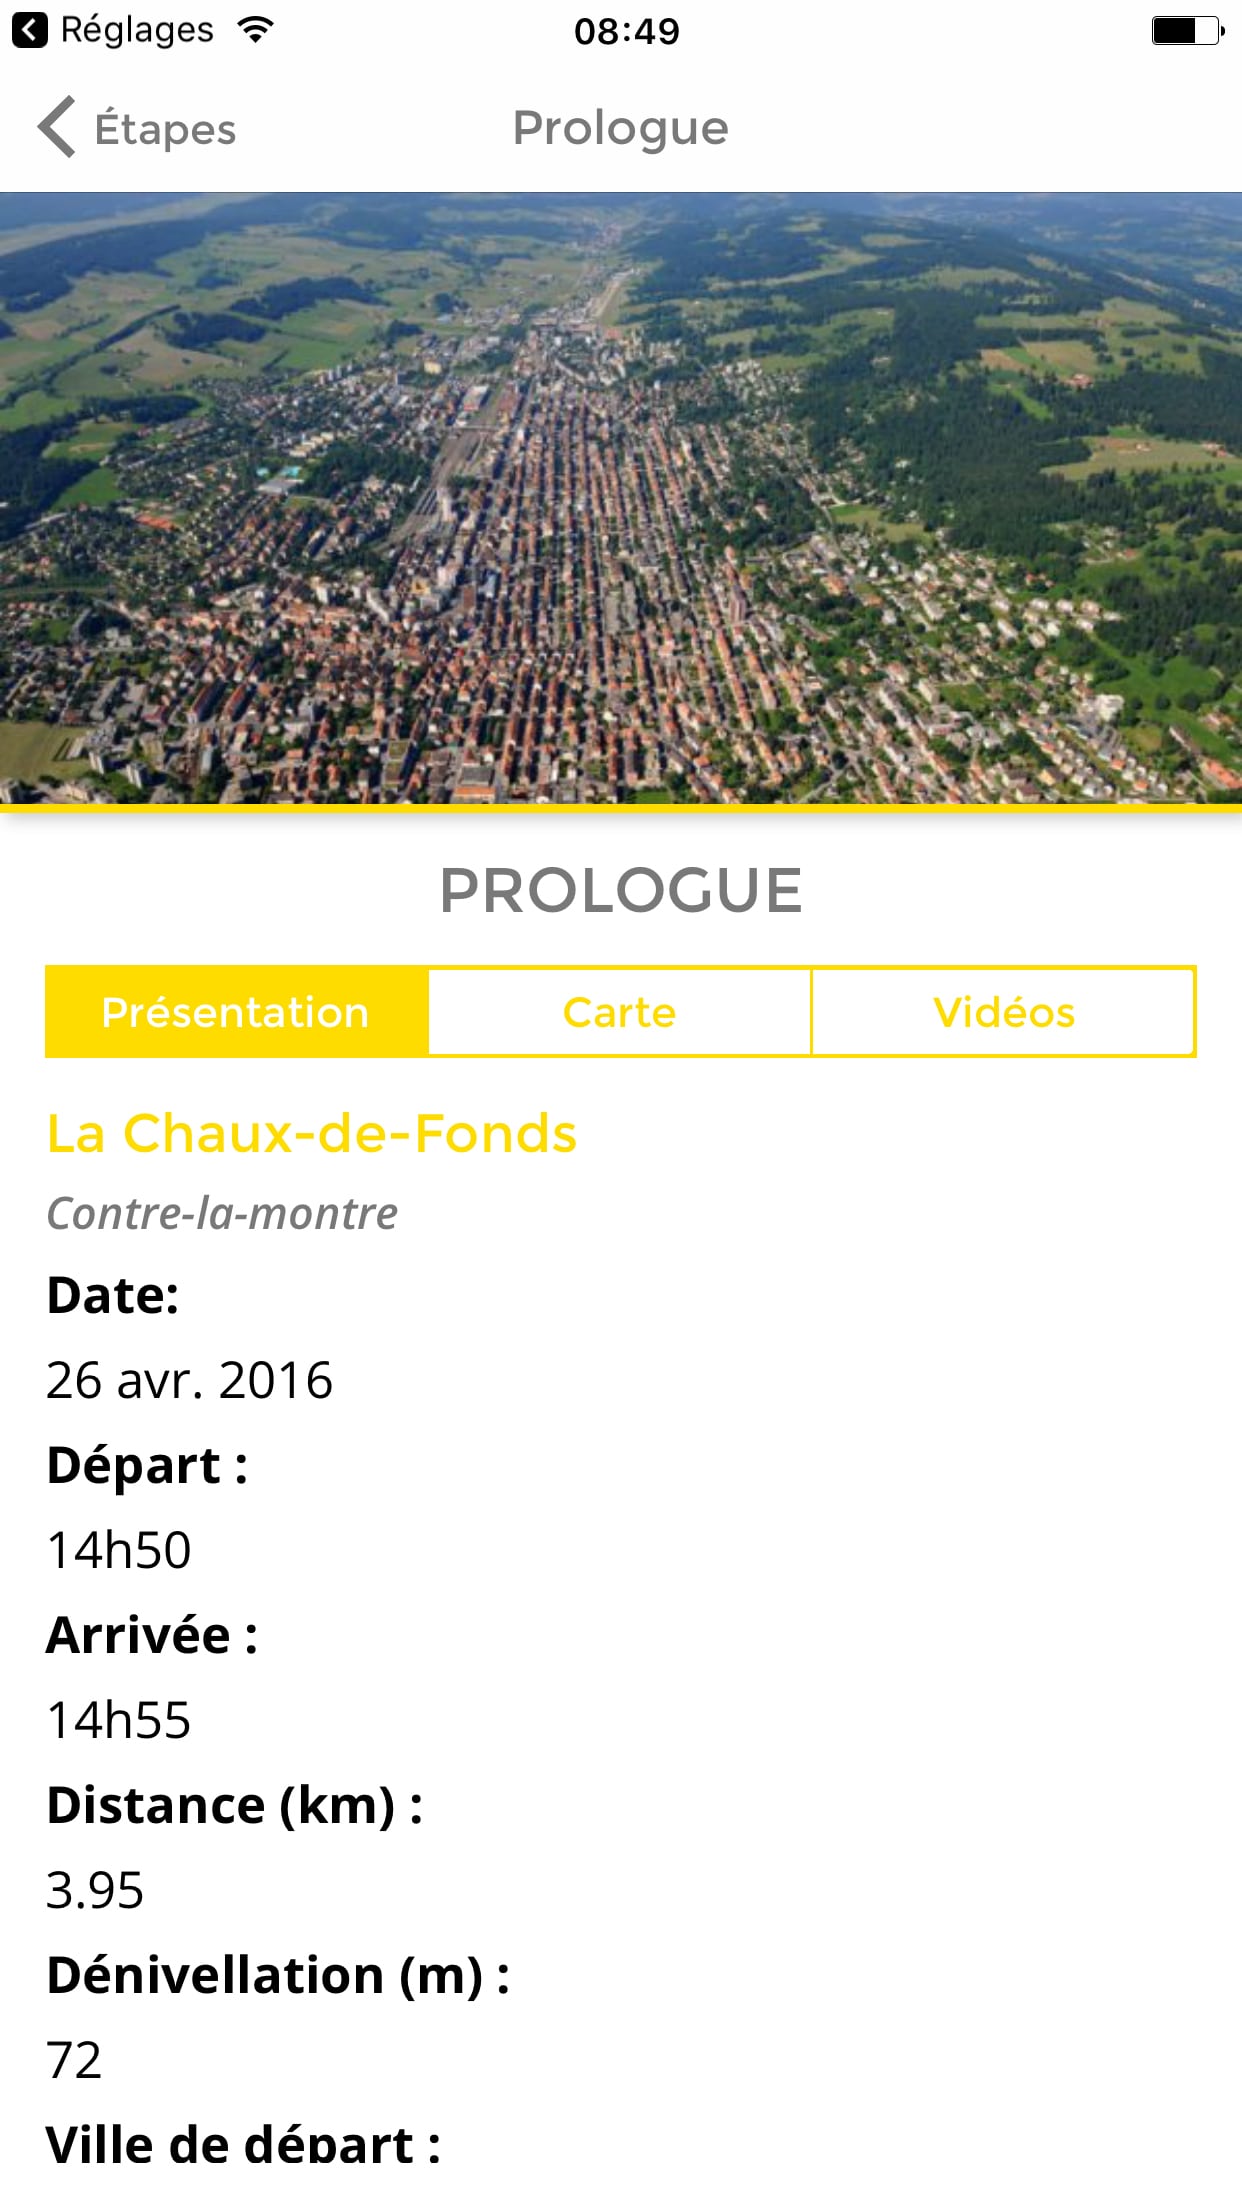 Réglages 08:49
Étapes Prologue
PROLOGUE
Présentation Carte Vidéos
La Chaux-de-Fonds
Contre-la-montre
Date:
26 avr. 2016
Départ :
14h50
Arrivée :
14h55
Distance (km) :
3.95
Dénivellation (m) :
72
Ville de départ :